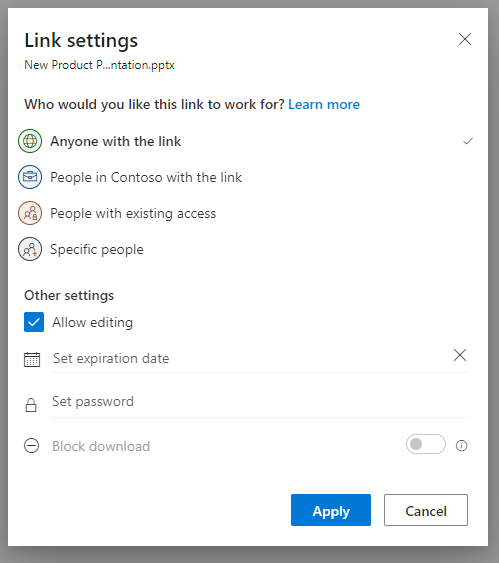 Link settings
New Product P...ntation.pptx
Who would you like this link to work for? Learn more
Anyone with the link
People in Contoso with the link
People with existing access
Specific people
Other settings
Allow editing
Set expiration date
Set password
Block download
Apply Cancel